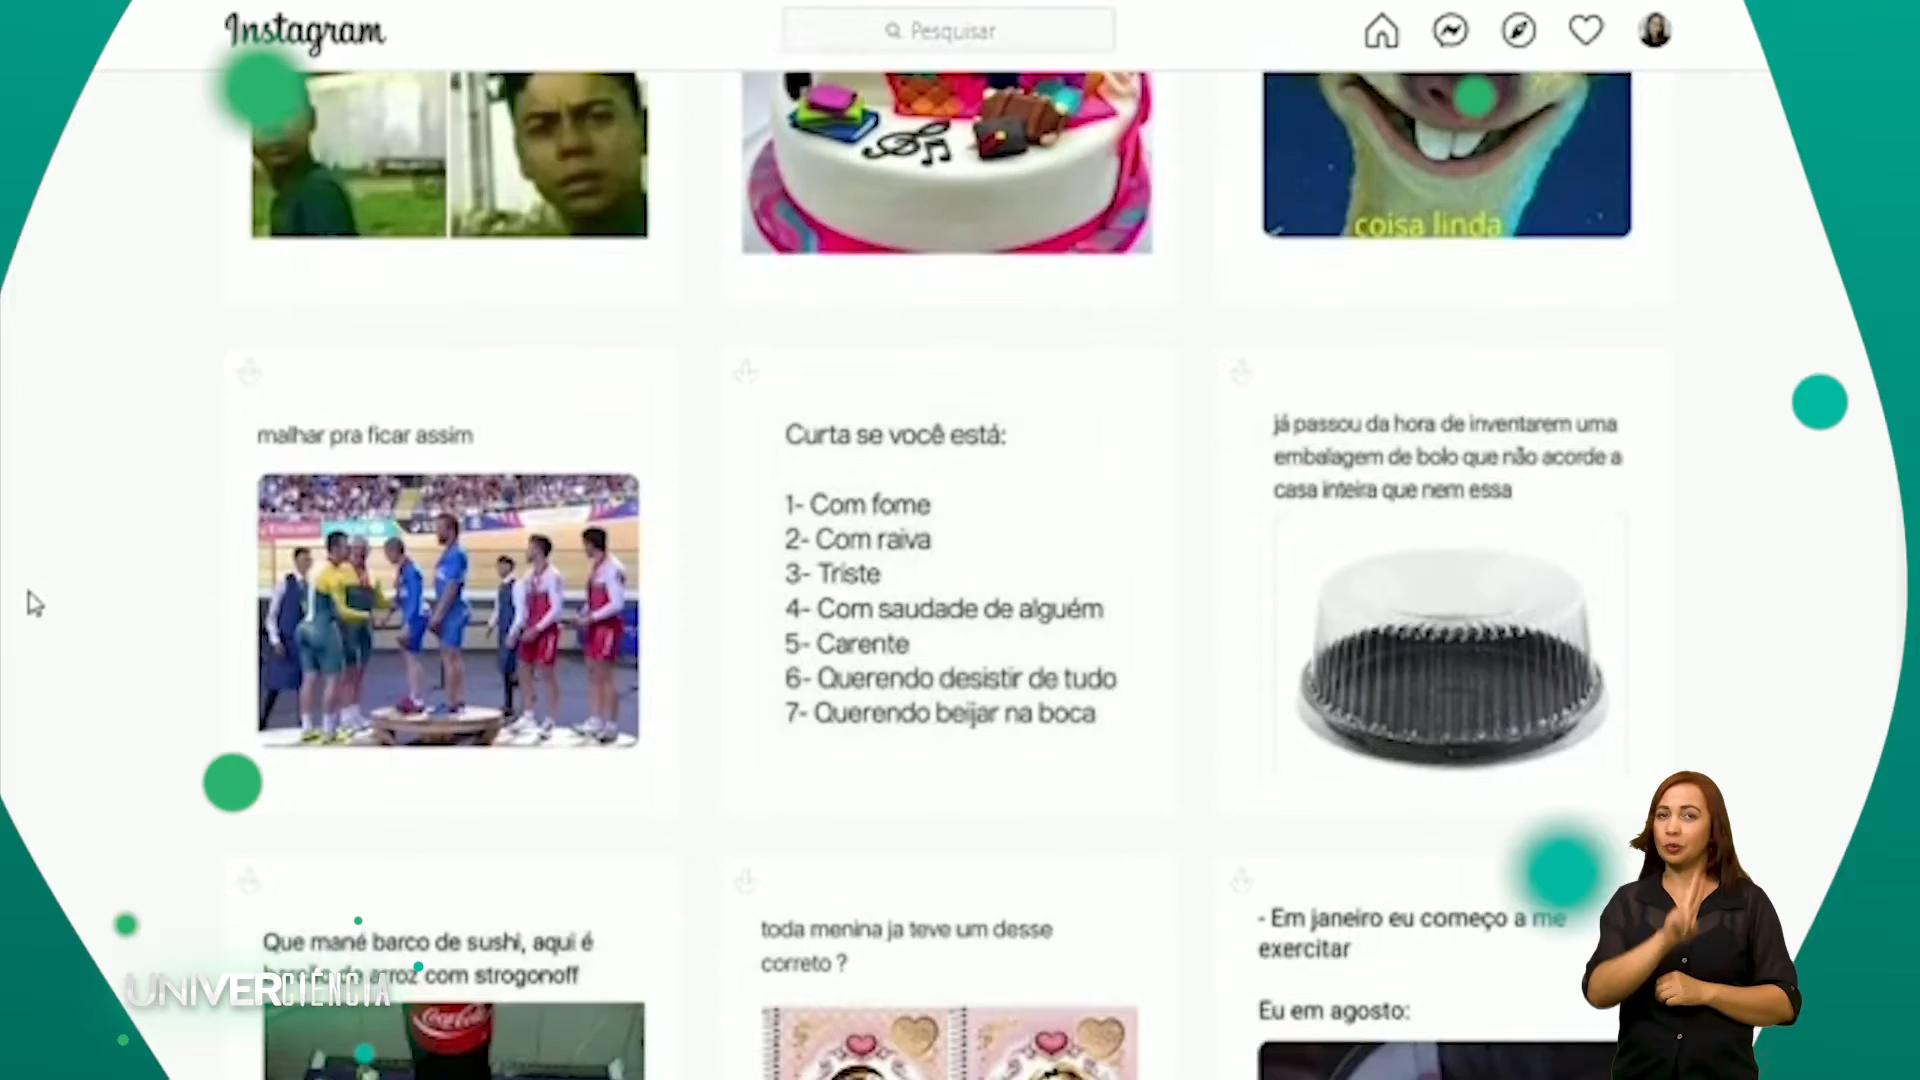 Instagram
Pesquisar
coisa linda
malhar pra ficar assim
Curta se você está:
1- Com fome
2- Com raiva
3- Triste
4- Com saudade de alguém
5- Carente
6- Querendo desistir de tudo
7- Querendo beijar na boca
já passou da hora de inventarem uma
embalagem de bolo que não acorde a
casa inteira que nem essa
Que mané barco de sushi, aqui é
arroz com strogonoff
Coca-Cola
toda menina ja teve um desse
correto ?
- Em janeiro eu começo a me
exercitar
Eu em agosto:
UNIVERCIÊNCIA